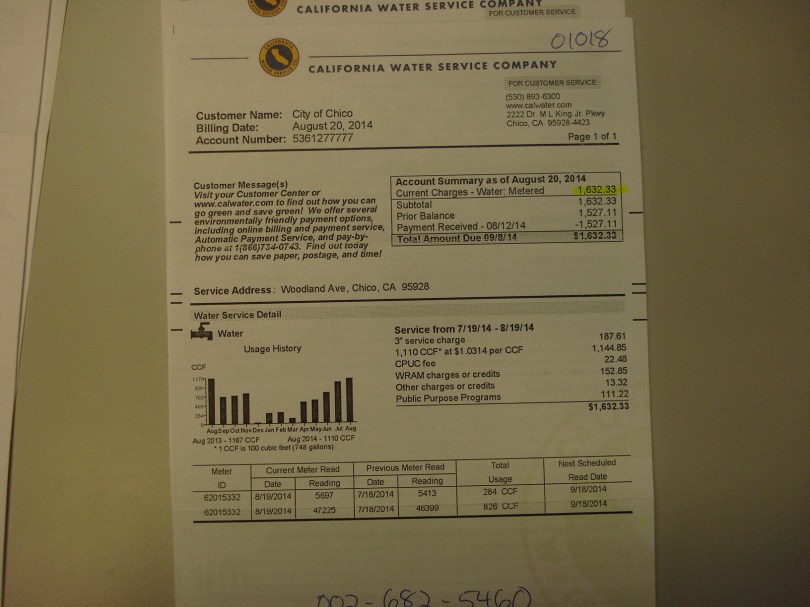 CALIFORNIA WATER SERVICE COMPANY
FOR CUSTOMER SERVICE
01018
CALIFORNIA WATER SERVICE COMPANY
FOR CUSTOMER SERVICE
(530) 893-6300
www.calwater.com
2222 Dr. M L King Jr. Pkwy
Chico, CA 95928-4423
Customer Name: City of Chico
Billing Date: August 20, 2014
Account Number: 5361277777
Page 1 of 1
Customer Message(s)
Visit your Customer Center or
www.calwater.com to find out how you can
go green and save green! We offer several
environmentally friendly payment options,
including online billing and payment service,
Automatic Payment Service, and pay-by-
phone at 1(866)734-0743. Find out today
how you can save paper, postage, and time!
Account Summary as of August 20, 2014
Current Charges - Water: Metered 1,632.33
Subtotal 1,632.33
Prior Balance 1,527.11
Payment Received - 08/12/14 -1,527.11
Total Amount Due 09/8/14 $1,632.33
Service Address: Woodland Ave, Chico, CA 95928
Water Service Detail
Water
Usage History
CCF
Aug Sep Oct Nov Dec Jan Feb Mar Apr May Jun Jul Aug
Aug 2013 - 1167 CCF Aug 2014 - 1110 CCF
* 1 CCF is 100 cubic feet (748 gallons)
Service from 7/19/14 - 8/19/14
3" service charge 187.61
1,110 CCF* at $1.0314 per CCF 1,144.85
CPUC fee 22.48
WRAM charges or credits 152.85
Other charges or credits 13.32
Public Purpose Programs 111.22
$1,632.33
Meter Current Meter Read Previous Meter Read Total Next Scheduled
ID Date Reading Date Reading Usage Read Date
62015332 8/19/2014 5697 7/18/2014 5413 284 CCF 9/18/2014
62015332 8/19/2014 47225 7/18/2014 46399 826 CCF 9/18/2014
002-682-5460